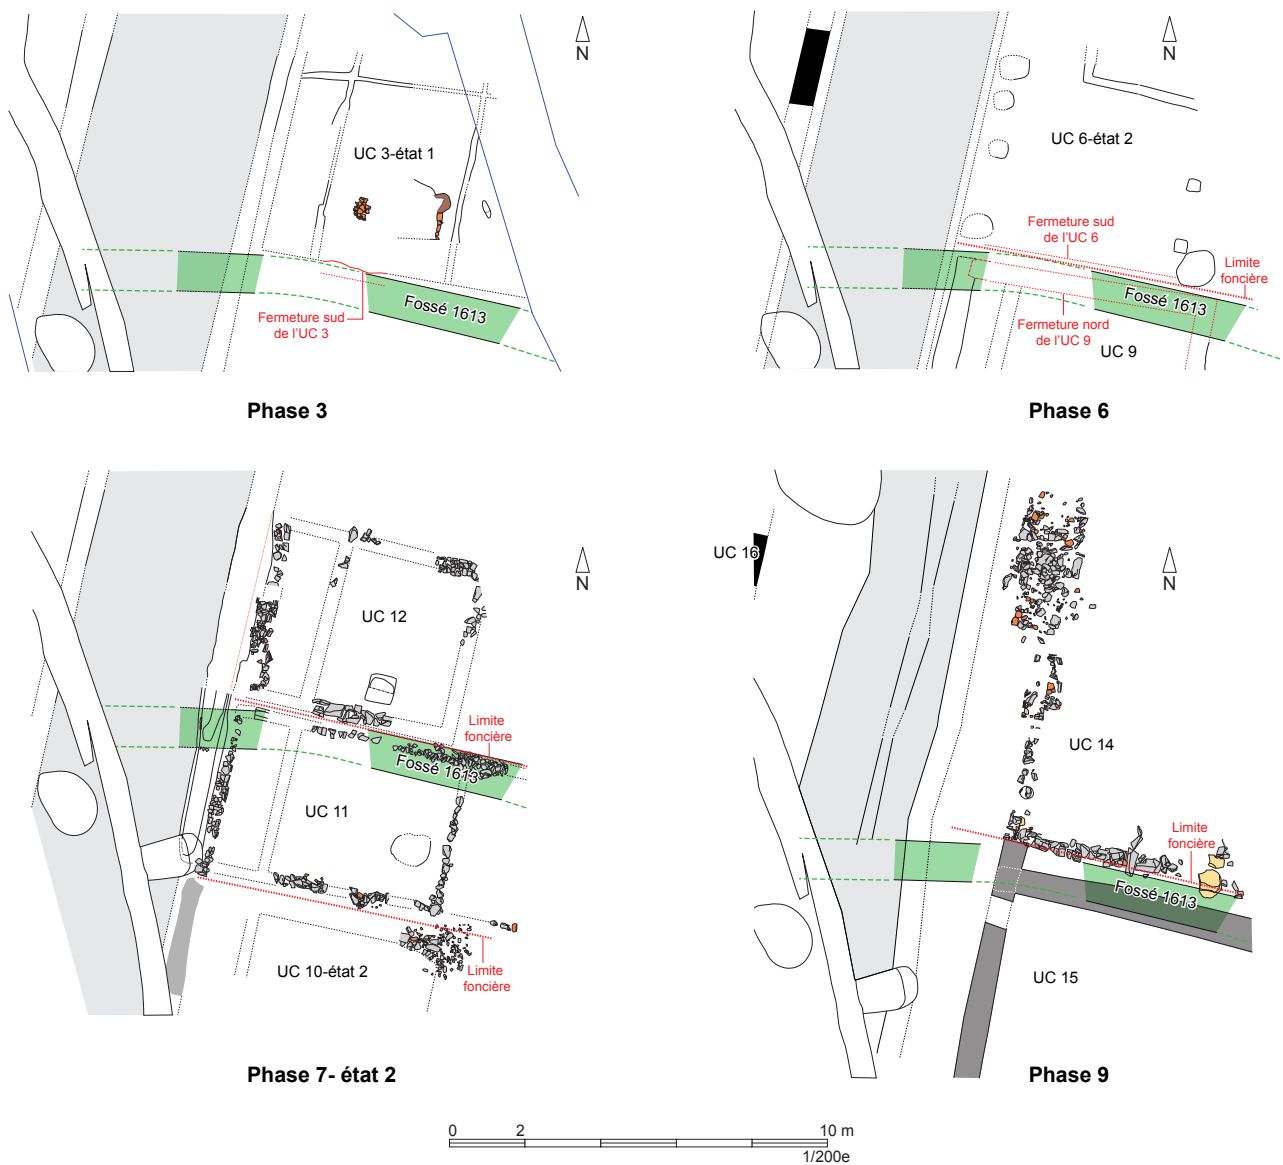 N
UC 3-état 1
Fossé 1613
Fermeture sud
de l'UC 3
Phase 3
N
UC 6-état 2
Fermeture sud
de l'UC 6
Limite
foncière
Fossé 1613
Fermeture nord
de l'UC 9
UC 9
Phase 6
N
UC 12
Limite
foncière
Fossé 1613
UC 11
UC 10-état 2
Limite
foncière
Phase 7- état 2
UC 16
N
UC 14
Limite
foncière
Fossé 1613
UC 15
Phase 9
0 2 10 m
1/200e